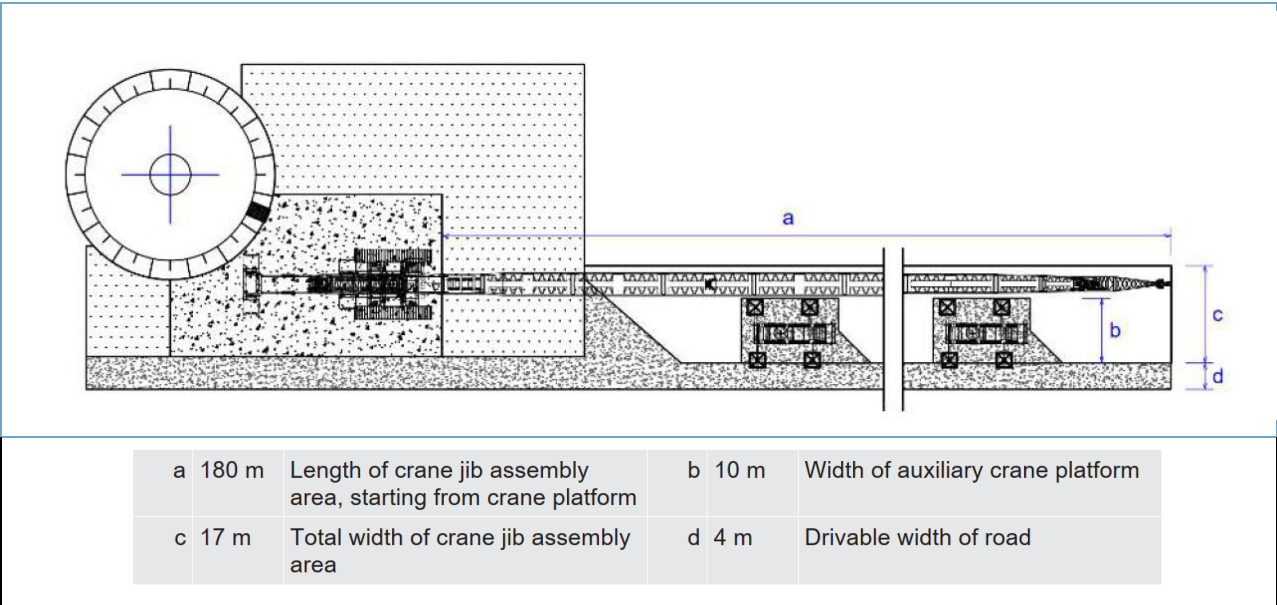 a
b
c
d
a 180 m Length of crane jib assembly area, starting from crane platform
b 10 m Width of auxiliary crane platform
c 17 m Total width of crane jib assembly area
d 4 m Drivable width of road